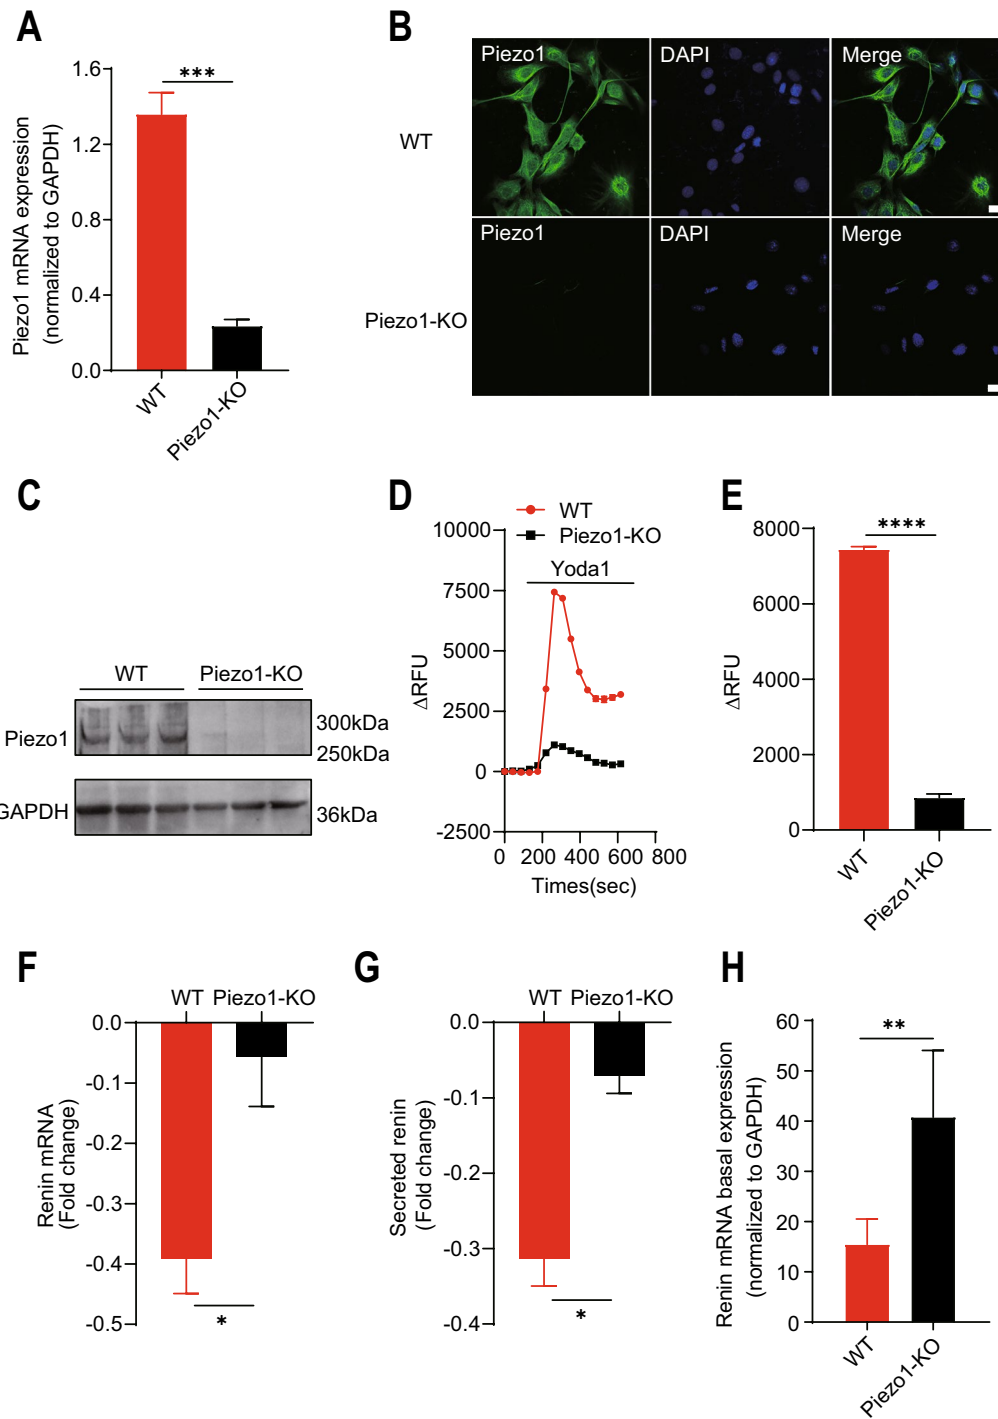 A
Piezo1 mRNA expression
(normalized to GAPDH)
1.6
1.2
0.8
0.4
0.0
***
WT
Piezo1-KO
B
Piezo1
DAPI
Merge
WT
Piezo1
DAPI
Merge
Piezo1-KO
C
WT
Piezo1-KO
Piezo1
300kDa
250kDa
GAPDH
36kDa
D
WT
Piezo1-KO
Yoda1
ΔRFU
10000
7500
5000
2500
0
-2500
0 200 400 600 800
Times(sec)
E
ΔRFU
8000
6000
4000
2000
0
****
WT
Piezo1-KO
F
WT Piezo1-KO
Renin mRNA
(Fold change)
0.0
-0.1
-0.2
-0.3
-0.4
-0.5
*
G
WT Piezo1-KO
Secreted renin
(Fold change)
0.0
-0.1
-0.2
-0.3
-0.4
*
H
Renin mRNA basal expression
(normalized to GAPDH)
60
50
40
30
20
10
0
**
WT
Piezo1-KO